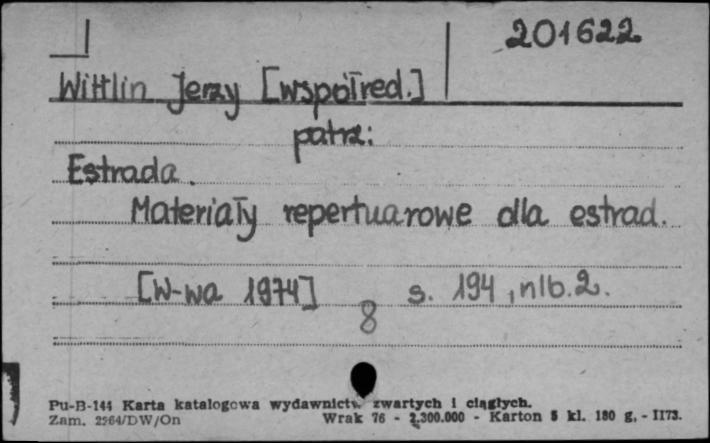 201622
Wittlin Jerzy [współred.]
patrz:
Estrada.
Materiały repertuarowe dla estrad.
[W-wa 1974] s. 194, nlb. 2.
8
Pu-B-144 Karta katalogowa wydawnictw zwartych i ciągłych.
Zam. 2564/DW/On Wrak 76 - 2.300.000 - Karton 5 kl. 180 g. - II73.